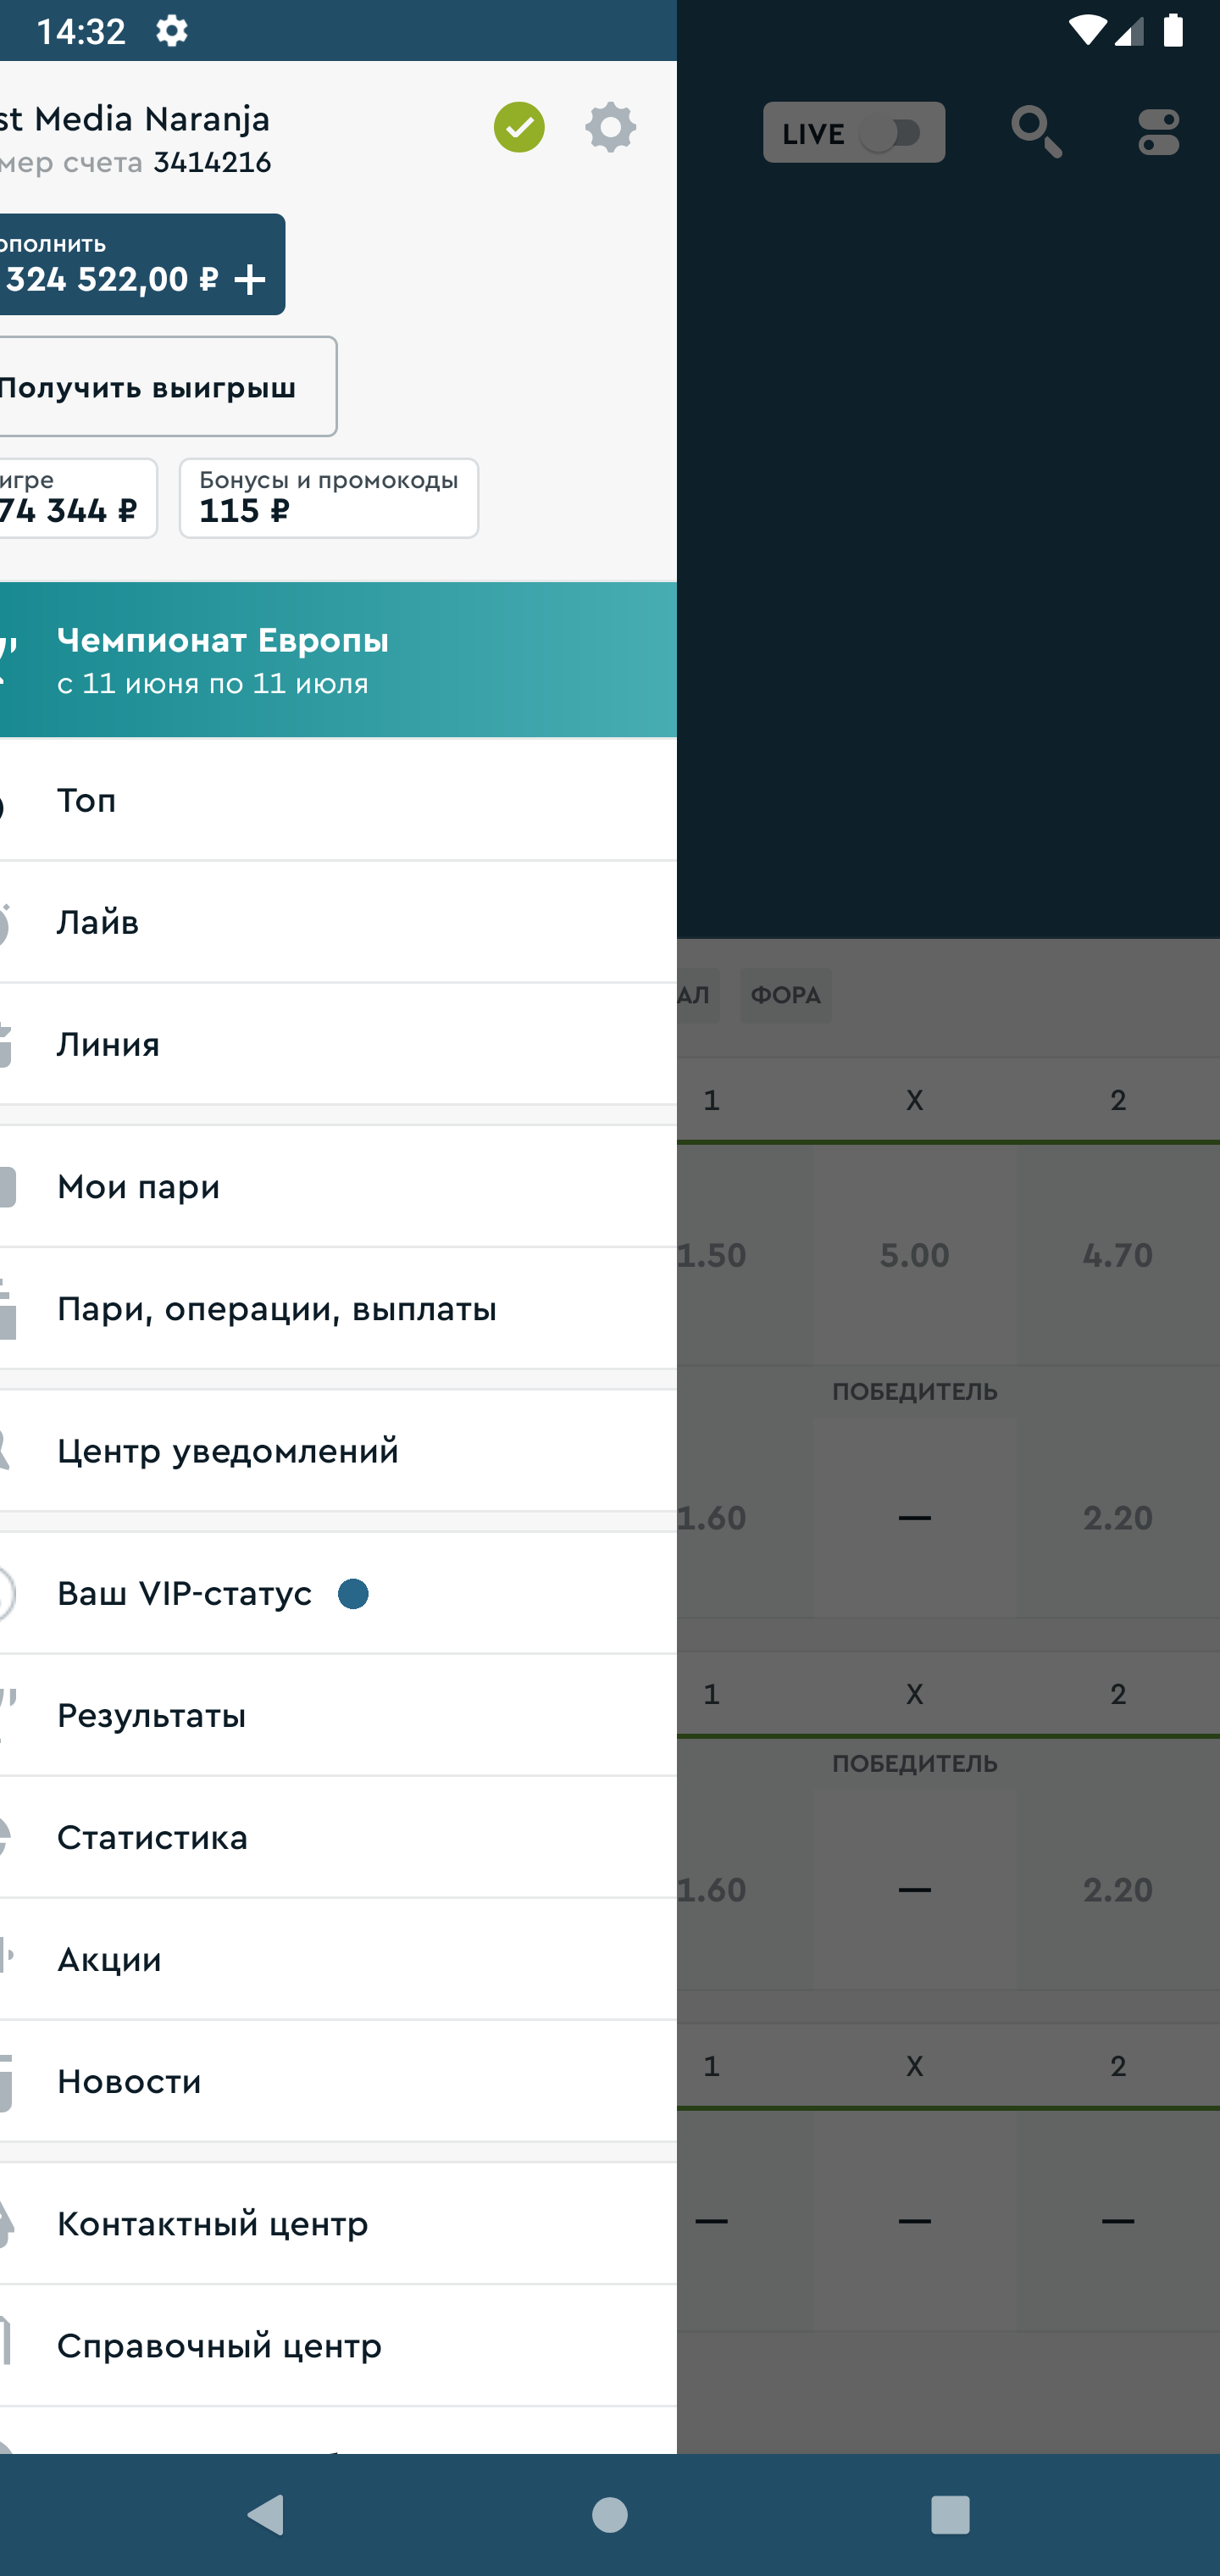 14:32
st Media Naranja
мер счета 3414216
LIVE
ополнить
324 522,00 ₽ +
Получить выигрыш
игре
74 344 ₽
Бонусы и промокоды
115 ₽
Чемпионат Европы
с 11 июня по 11 июля
Топ
Лайв
Линия
Мои пари
Пари, операции, выплаты
Центр уведомлений
Ваш VIP-статус
Результаты
Статистика
Акции
Новости
Контактный центр
Справочный центр
АЛ ФОРА
1 X 2
1.50 5.00 4.70
ПОБЕДИТЕЛЬ
1.60 — 2.20
1 X 2
ПОБЕДИТЕЛЬ
1.60 — 2.20
1 X 2
— — —